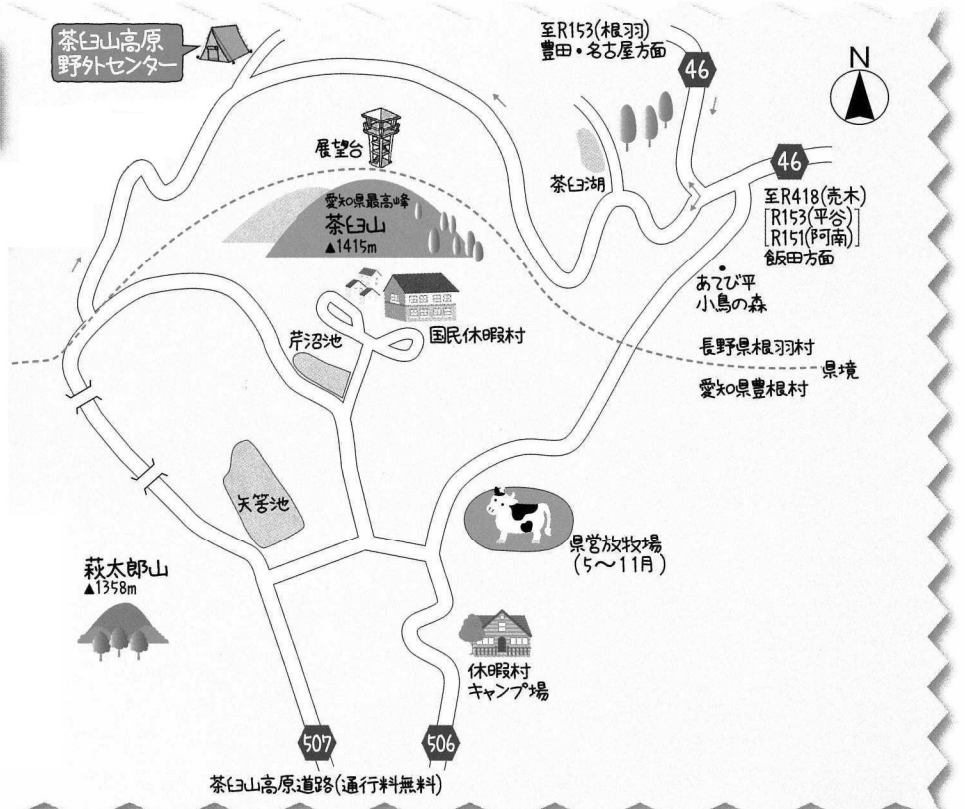 茶臼山高原
野外センター
至R153(根羽)
豊田・名古屋方面
46
N
展望台
茶臼湖
46
至R418(売木)
[R153(平谷)]
[R151(阿南)]
飯田方面
愛知県最高峰
茶臼山
▲1415m
あてび平
小鳥の森
芹沼池
国民休暇村
長野県根羽村
県境
愛知県豊根村
矢筈池
県営放牧場
(5〜11月)
萩太郎山
▲1358m
休暇村
キャンプ場
507
506
茶臼山高原道路(通行料無料)